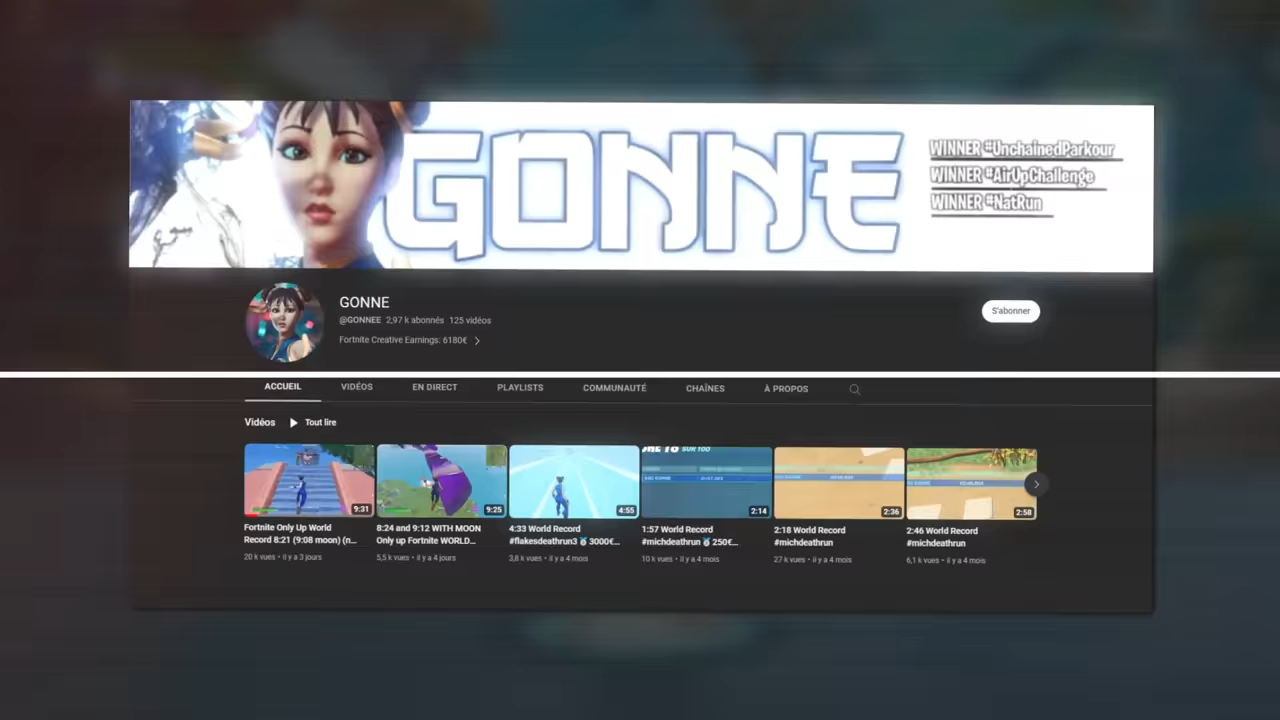 GONNE
WINNER #UnchainedParkour
WINNER #AirUpChallenge
WINNER #NatRun
GONNE
@GONNEE 2,97 k abonnés 125 vidéos
Fortnite Creative Earnings: 6180€
S'abonner
ACCUEIL VIDÉOS EN DIRECT PLAYLISTS COMMUNAUTÉ CHAÎNES À PROPOS
Vidéos Tout lire
SUR 100
9:31 9:25 4:55 2:14 2:36 2:58
Fortnite Only Up World
Record 8:21 (9:08 moon) (n...
20 k vues • il y a 3 jours
8:24 and 9:12 WITH MOON
Only up Fortnite WORLD...
5,5 k vues • il y a 4 jours
4:33 World Record
#flakesdeathrun3 🥈 3000€...
3,8 k vues • il y a 4 mois
1:57 World Record
#michdeathrun 🥈 250€...
10 k vues • il y a 4 mois
2:18 World Record
#michdeathrun
27 k vues • il y a 4 mois
2:46 World Record
#michdeathrun
6,1 k vues • il y a 4 mois